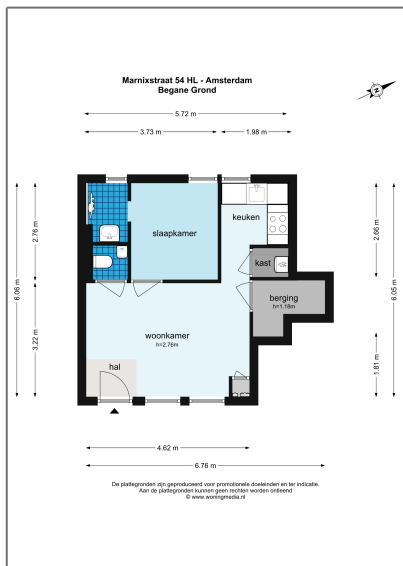 Marnixstraat 54 HL - Amsterdam
Begane Grond
N
5.72 m
3.73 m
1.98 m
6.06 m
2.76 m
3.22 m
2.66 m
6.05 m
1.81 m
slaapkamer
keuken
kast
berging
h=1.18m
woonkamer
h=2.76m
hal
4.62 m
6.76 m
De plattegronden zijn geproduceerd voor promotionele doeleinden en ter indicatie.
Aan de plattegronden kunnen geen rechten worden ontleend
© www.woningmedia.nl